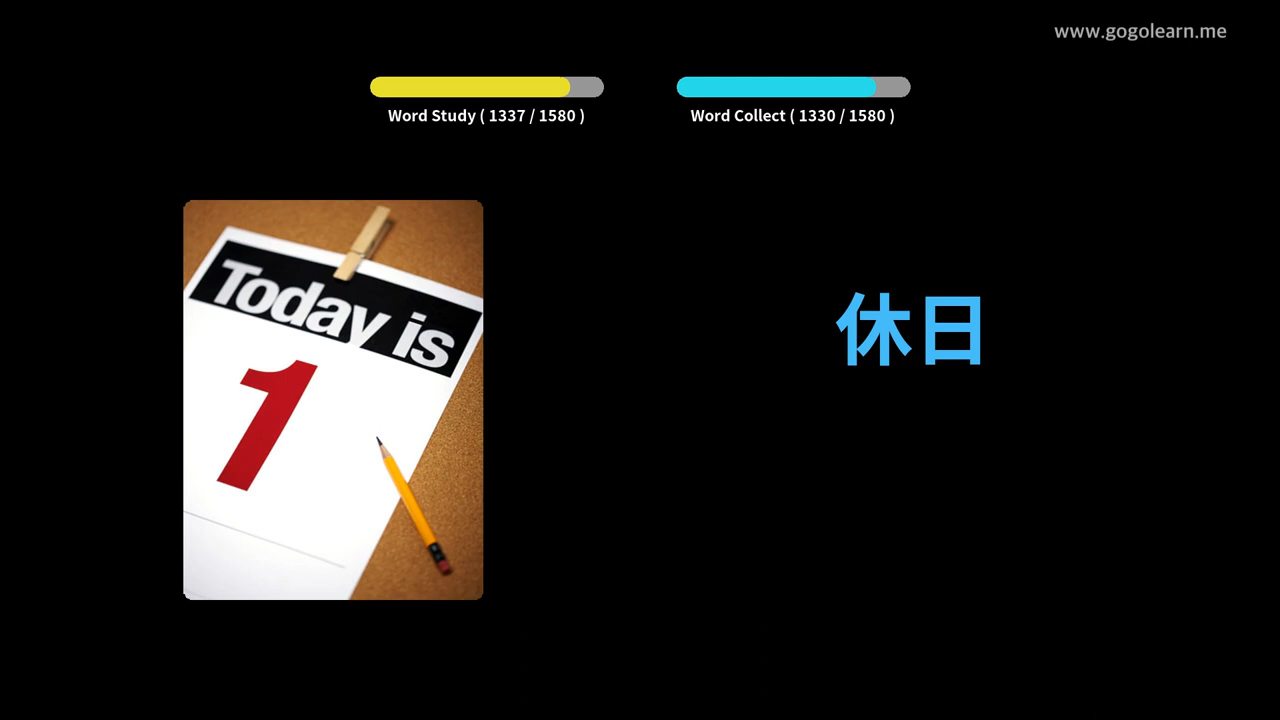 www.gogolearn.me
Word Study ( 1337 / 1580 )
Word Collect ( 1330 / 1580 )
Today is
1
休日